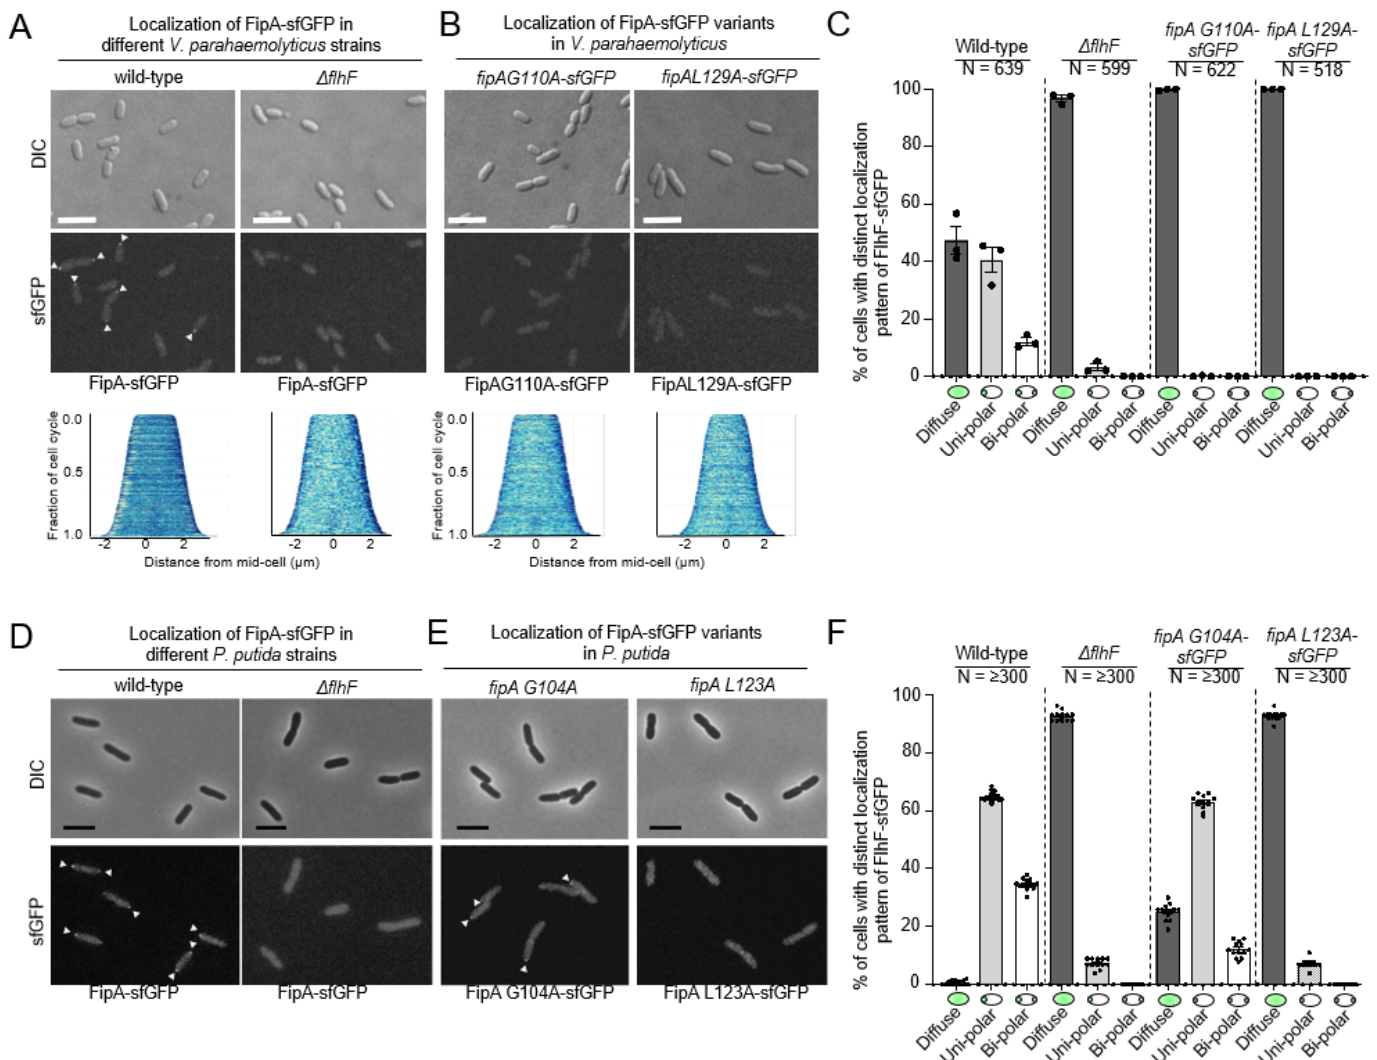 A
Localization of FipA-sfGFP in
different V. parahaemolyticus strains
wild-type
ΔflhF
DIC
sfGFP
FipA-sfGFP
FipA-sfGFP
Fraction of cell cycle
0.0
0.5
1.0
-2
0
2
-2
0
2
Distance from mid-cell (µm)
B
Localization of FipA-sfGFP variants
in V. parahaemolyticus
fipAG110A-sfGFP
fipAL129A-sfGFP
FipAG110A-sfGFP
FipAL129A-sfGFP
Fraction of cell cycle
0.0
0.5
1.0
-2
0
2
-2
0
2
Distance from mid-cell (µm)
C
Wild-type
N = 639
ΔflhF
N = 599
fipA G110A-
sfGFP
N = 622
fipA L129A-
sfGFP
N = 518
% of cells with distinct localization
pattern of FlhF-sfGFP
100
80
60
40
20
0
Diffuse
Uni-polar
Bi-polar
Diffuse
Uni-polar
Bi-polar
Diffuse
Uni-polar
Bi-polar
Diffuse
Uni-polar
Bi-polar
D
Localization of FipA-sfGFP in
different P. putida strains
wild-type
ΔflhF
DIC
sfGFP
FipA-sfGFP
FipA-sfGFP
E
Localization of FipA-sfGFP variants
in P. putida
fipA G104A
fipA L123A
FipA G104A-sfGFP
FipA L123A-sfGFP
F
Wild-type
N = ≥300
ΔflhF
N = ≥300
fipA G104A-
sfGFP
N = ≥300
fipA L123A-
sfGFP
N = ≥300
% of cells with distinct localization
pattern of FlhF-sfGFP
100
80
60
40
20
0
Diffuse
Uni-polar
Bi-polar
Diffuse
Uni-polar
Bi-polar
Diffuse
Uni-polar
Bi-polar
Diffuse
Uni-polar
Bi-polar